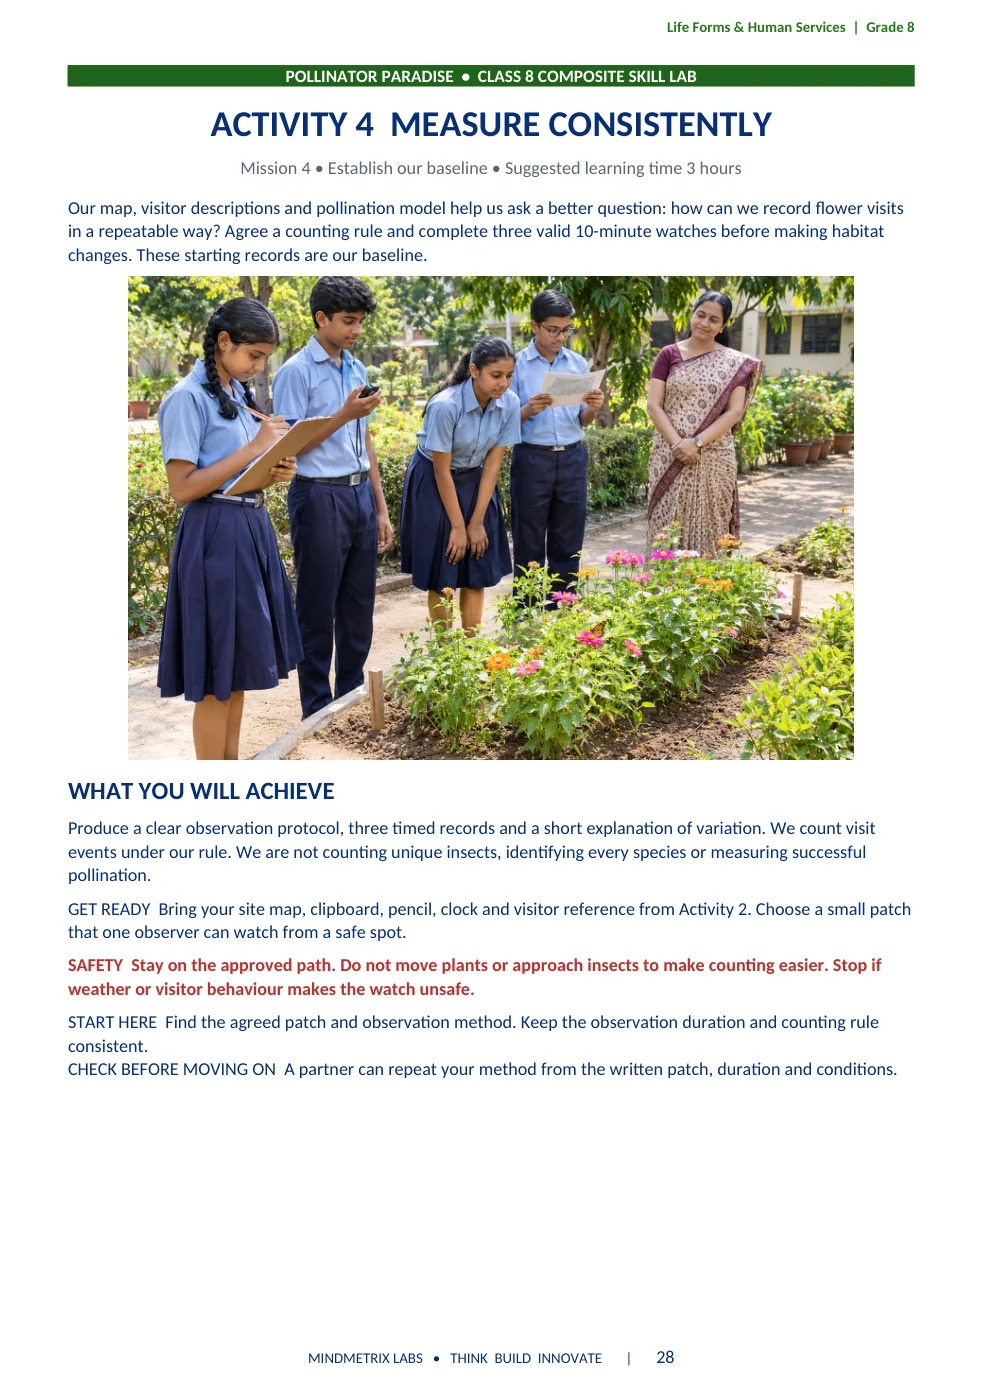 Life Forms & Human Services | Grade 8
POLLINATOR PARADISE • CLASS 8 COMPOSITE SKILL LAB
ACTIVITY 4 MEASURE CONSISTENTLY
Mission 4 • Establish our baseline • Suggested learning time 3 hours
Our map, visitor descriptions and pollination model help us ask a better question: how can we record flower visits
in a repeatable way? Agree a counting rule and complete three valid 10-minute watches before making habitat
changes. These starting records are our baseline.
WHAT YOU WILL ACHIEVE
Produce a clear observation protocol, three timed records and a short explanation of variation. We count visit
events under our rule. We are not counting unique insects, identifying every species or measuring successful
pollination.
GET READY Bring your site map, clipboard, pencil, clock and visitor reference from Activity 2. Choose a small patch
that one observer can watch from a safe spot.
SAFETY Stay on the approved path. Do not move plants or approach insects to make counting easier. Stop if
weather or visitor behaviour makes the watch unsafe.
START HERE Find the agreed patch and observation method. Keep the observation duration and counting rule
consistent.
CHECK BEFORE MOVING ON A partner can repeat your method from the written patch, duration and conditions.
MINDMETRIX LABS • THINK BUILD INNOVATE | 28